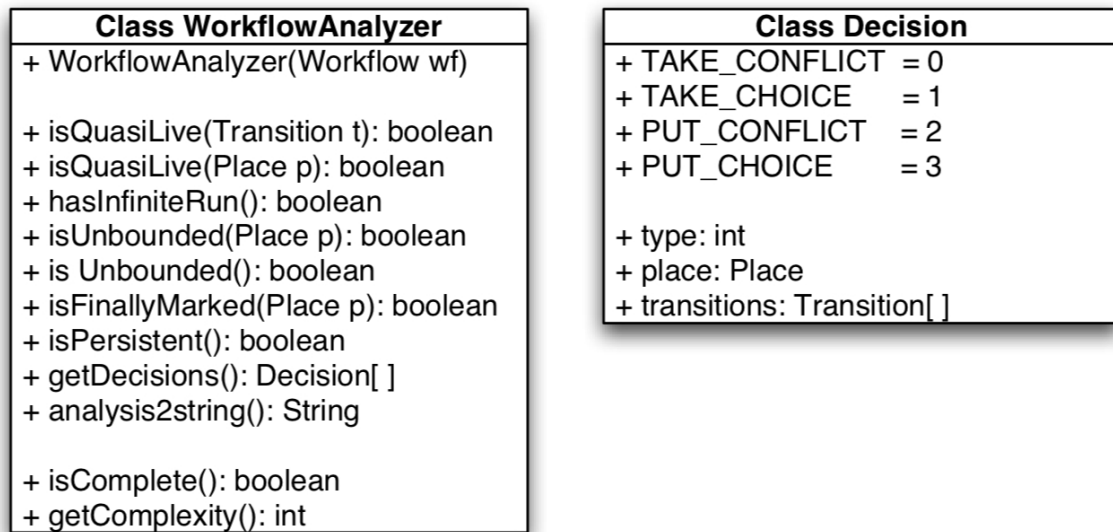 Class WorkflowAnalyzer
+ WorkflowAnalyzer(Workflow wf)
+ isQuasiLive(Transition t): boolean
+ isQuasiLive(Place p): boolean
+ hasInfiniteRun(): boolean
+ isUnbounded(Place p): boolean
+ is Unbounded(): boolean
+ isFinallyMarked(Place p): boolean
+ isPersistent(): boolean
+ getDecisions(): Decision[ ]
+ analysis2string(): String
+ isComplete(): boolean
+ getComplexity(): int
Class Decision
+ TAKE_CONFLICT = 0
+ TAKE_CHOICE = 1
+ PUT_CONFLICT = 2
+ PUT_CHOICE = 3
+ type: int
+ place: Place
+ transitions: Transition[ ]